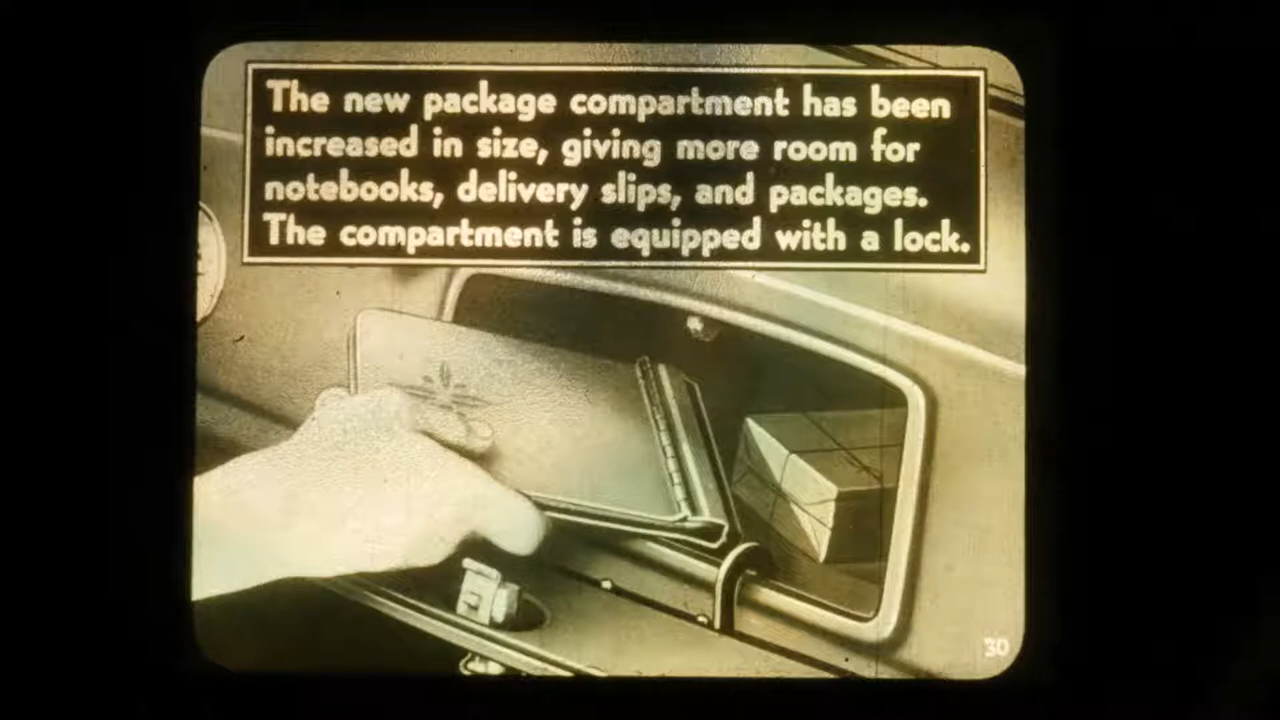 The new package compartment has been
increased in size, giving more room for
notebooks, delivery slips, and packages.
The compartment is equipped with a lock.
30